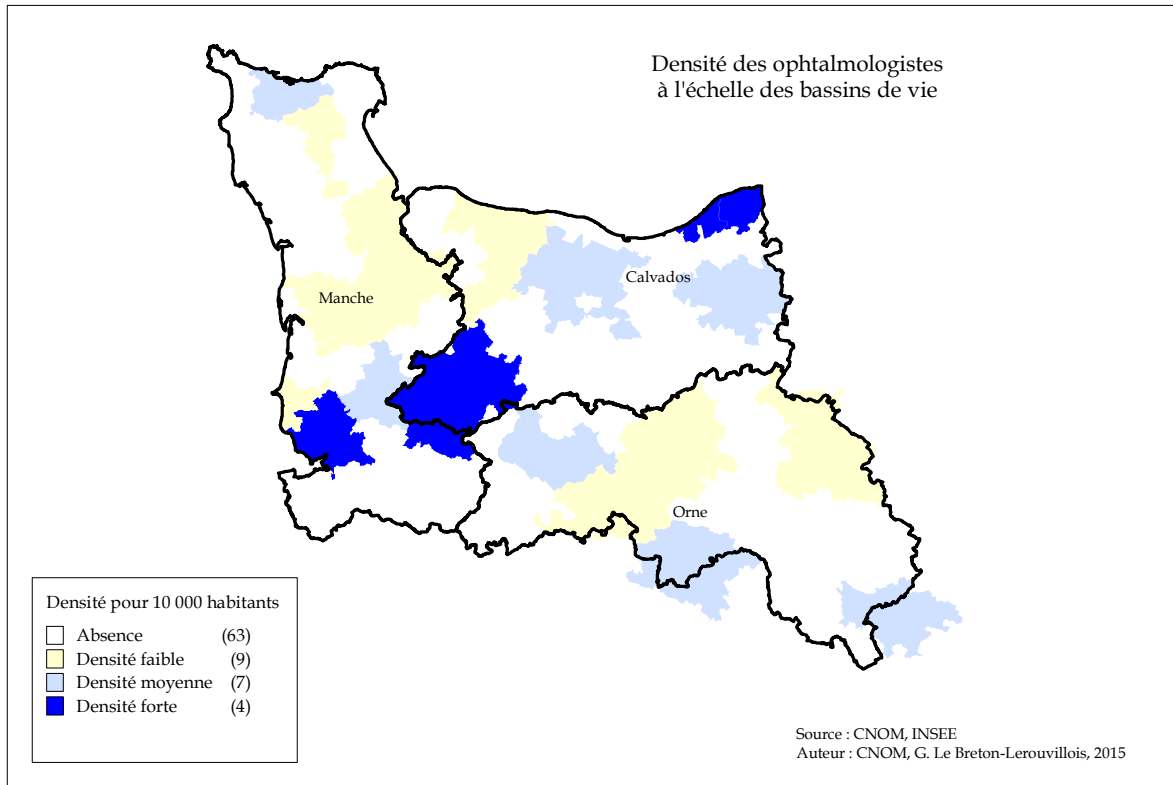 Densité des ophtalmologistes
à l'échelle des bassins de vie
Calvados
Manche
Orne
Densité pour 10 000 habitants
Absence (63)
Densité faible (9)
Densité moyenne (7)
Densité forte (4)
Source : CNOM, INSEE
Auteur : CNOM, G. Le Breton-Lerouvillois, 2015